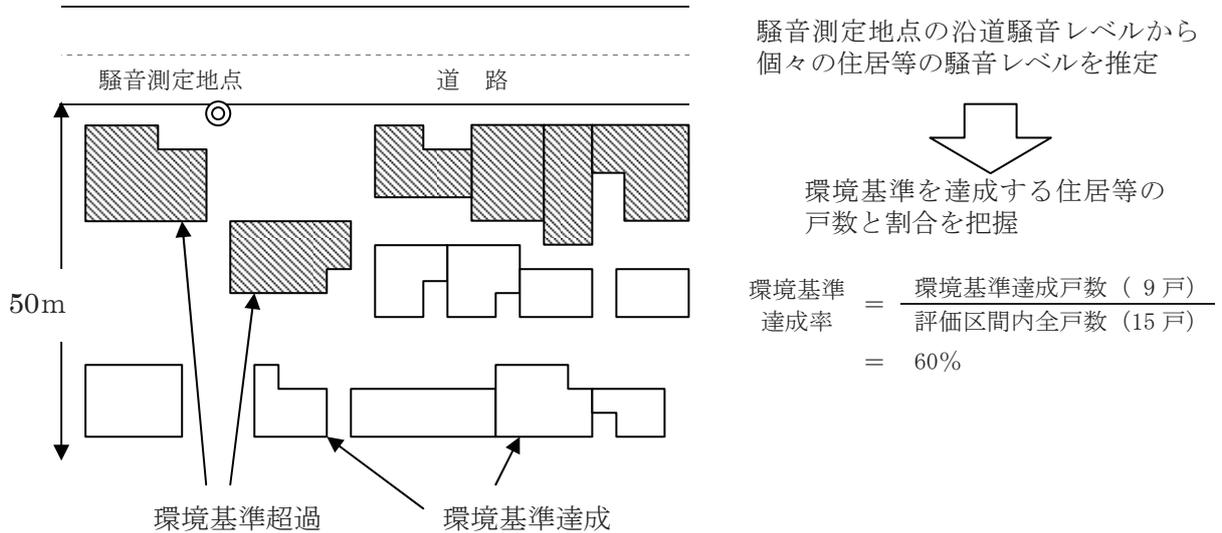 騒音測定地点
道 路
50m
環境基準超過
環境基準達成
騒音測定地点の沿道騒音レベルから
個々の住居等の騒音レベルを推定
環境基準を達成する住居等の
戸数と割合を把握
環境基準
達成率
=
環境基準達成戸数（ 9 戸）
評価区間内全戸数（15 戸）
= 60%